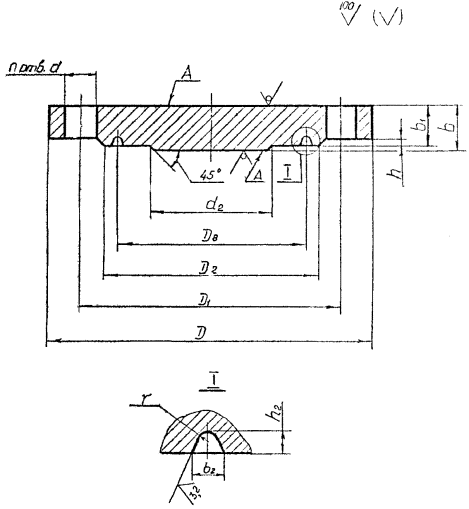 100
n отв. d
A
b₁
b
h
45°
A
I
d₂
D₈
D₂
D₁
D
I
r
h₂
b₂
3,2